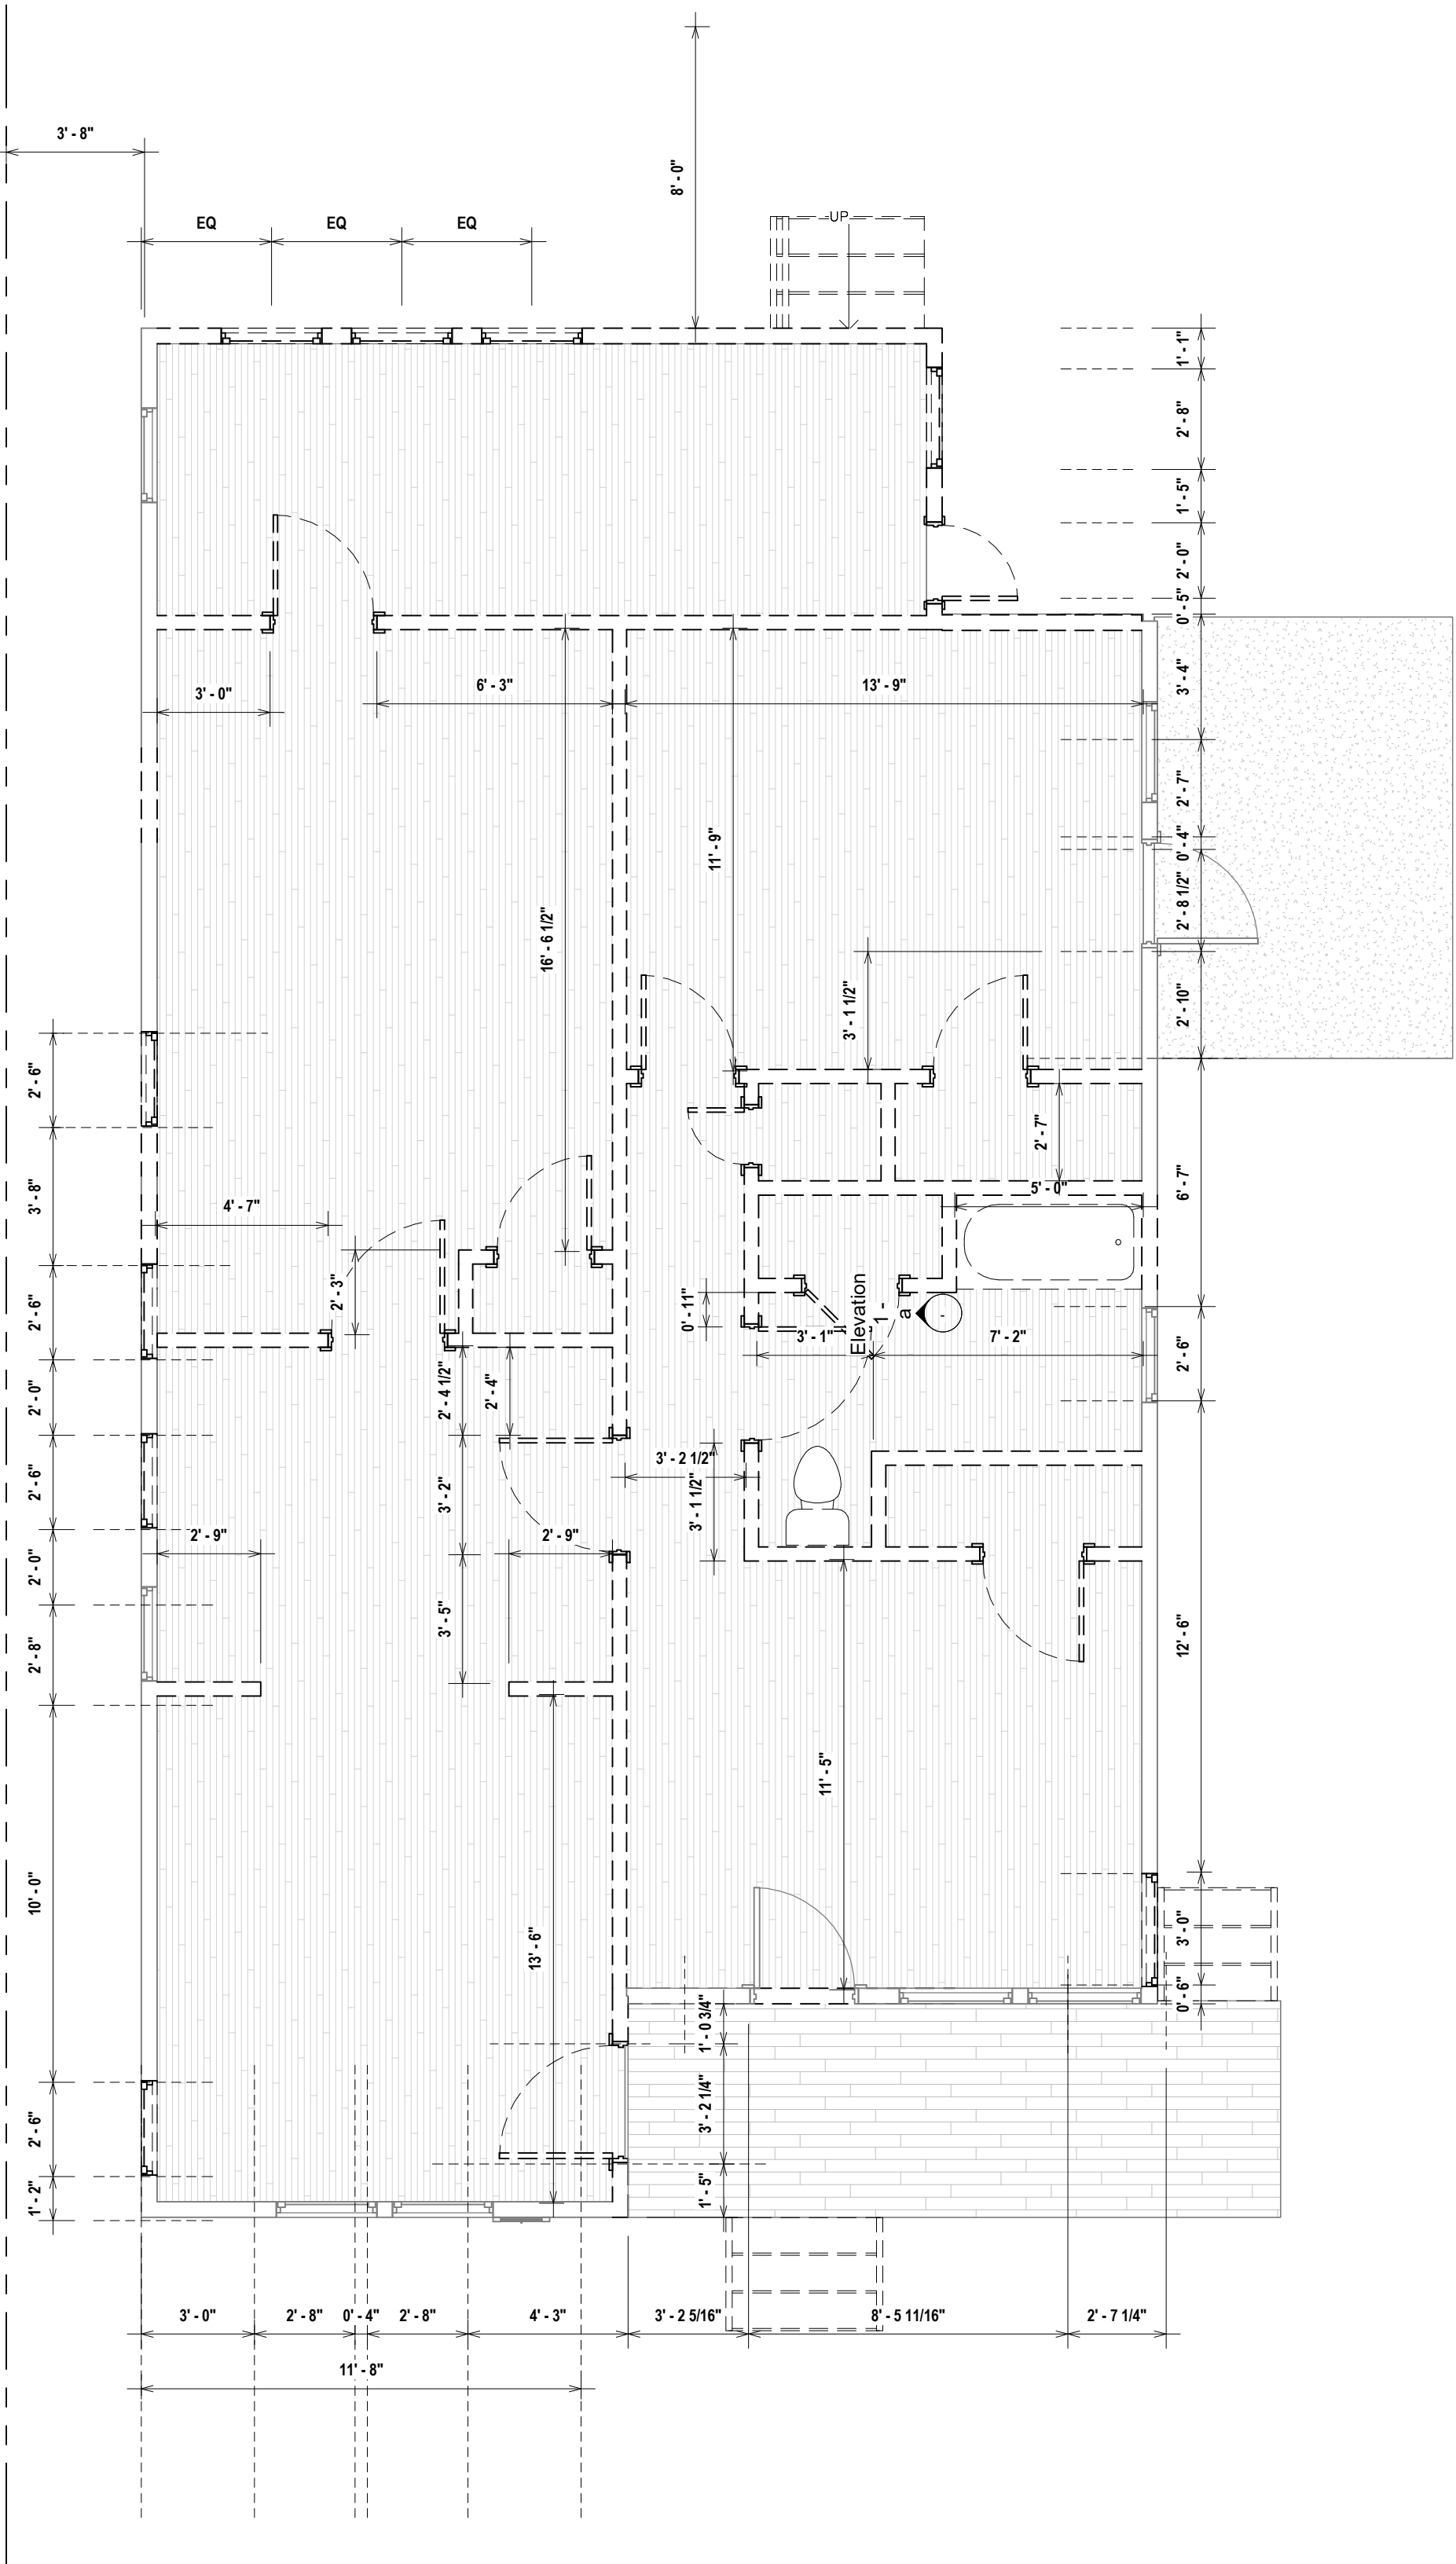 3' - 8"
8' - 0"
EQ
EQ
EQ
UP
1' - 1"
2' - 8"
1' - 5"
2' - 0"
0' - 5"
3' - 4"
3' - 0"
6' - 3"
13' - 9"
2' - 7"
0' - 4"
11' - 9"
2' - 8 1/2"
16' - 6 1/2"
3' - 1 1/2"
2' - 10"
2' - 6"
2' - 7"
3' - 8"
4' - 7"
5' - 0"
6' - 7"
2' - 3"
2' - 6"
0' - 11"
Elevation
1 -
a
-
3' - 1"
7' - 2"
2' - 6"
2' - 0"
2' - 4 1/2"
2' - 4"
3' - 2 1/2"
2' - 6"
3' - 2"
3' - 1 1/2"
2' - 9"
2' - 9"
2' - 0"
3' - 5"
2' - 8"
12' - 6"
11' - 5"
10' - 0"
13' - 6"
3' - 0"
0' - 6"
1' - 0 3/4"
3' - 2 1/4"
2' - 6"
1' - 5"
1' - 2"
3' - 0"
2' - 8"
0' - 4"
2' - 8"
4' - 3"
3' - 2 5/16"
8' - 5 11/16"
2' - 7 1/4"
11' - 8"